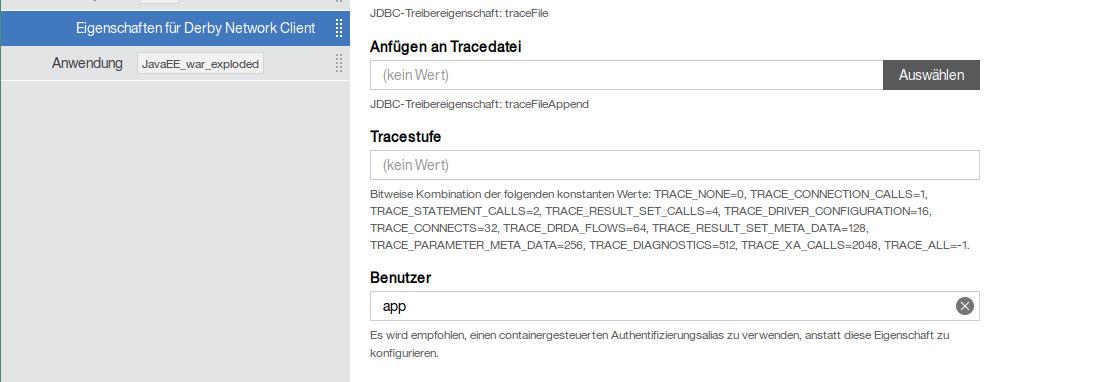 JDBC-Treibereigenschaft: traceFile
Eigenschaften für Derby Network Client
Anfügen an Tracedatei
Anwendung JavaEE_war_exploded
(kein Wert) Auswählen
JDBC-Treibereigenschaft: traceFileAppend
Tracestufe
(kein Wert)
Bitweise Kombination der folgenden konstanten Werte: TRACE_NONE=0, TRACE_CONNECTION_CALLS=1,
TRACE_STATEMENT_CALLS=2, TRACE_RESULT_SET_CALLS=4, TRACE_DRIVER_CONFIGURATION=16,
TRACE_CONNECTS=32, TRACE_DRDA_FLOWS=64, TRACE_RESULT_SET_META_DATA=128,
TRACE_PARAMETER_META_DATA=256, TRACE_DIAGNOSTICS=512, TRACE_XA_CALLS=2048, TRACE_ALL=-1.
Benutzer
app
Es wird empfohlen, einen containergesteuerten Authentifizierungsalias zu verwenden, anstatt diese Eigenschaft zu
konfigurieren.